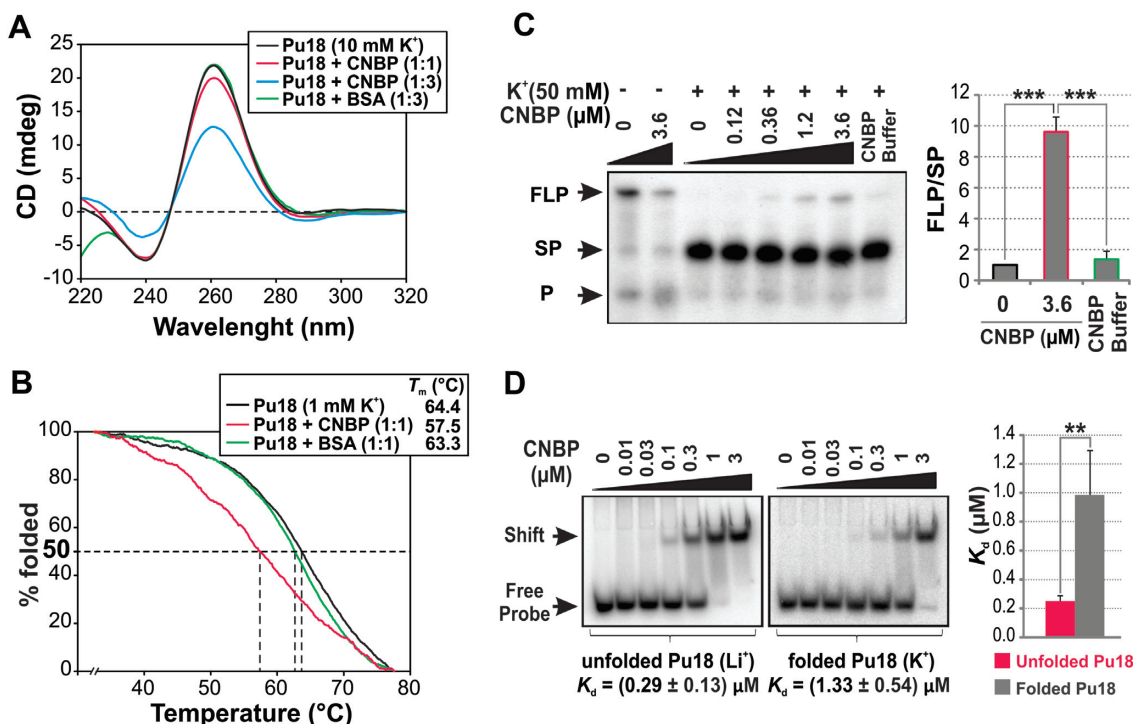 A
Pu18 (10 mM K⁺)
Pu18 + CNBP (1:1)
Pu18 + CNBP (1:3)
Pu18 + BSA (1:3)
CD (mdeg)
25
20
15
10
5
0
-5
-10
220 240 260 280 300 320
Wavelenght (nm)
B
Tm (°C)
Pu18 (1 mM K⁺) 64.4
Pu18 + CNBP (1:1) 57.5
Pu18 + BSA (1:1) 63.3
% folded
100
80
60
50
40
20
0
40 50 60 70 80
Temperature (°C)
C
K⁺(50 mM) - - + + + + + +
CNBP (µM) 0 3.6 0 0.12 0.36 1.2 3.6 CNBP Buffer
FLP
SP
P
FLP/SP
*** ***
12
10
8
6
4
2
0
0 3.6 CNBP Buffer
CNBP (µM)
D
CNBP (µM) 0 0.01 0.03 0.1 0.3 1 3 0 0.01 0.03 0.1 0.3 1 3
Shift
Free
Probe
unfolded Pu18 (Li⁺) folded Pu18 (K⁺)
Kd = (0.29 ± 0.13) µM Kd = (1.33 ± 0.54) µM
Kd (µM)
**
1.4
1.2
1.0
0.8
0.6
0.4
0.2
0
Unfolded Pu18
Folded Pu18